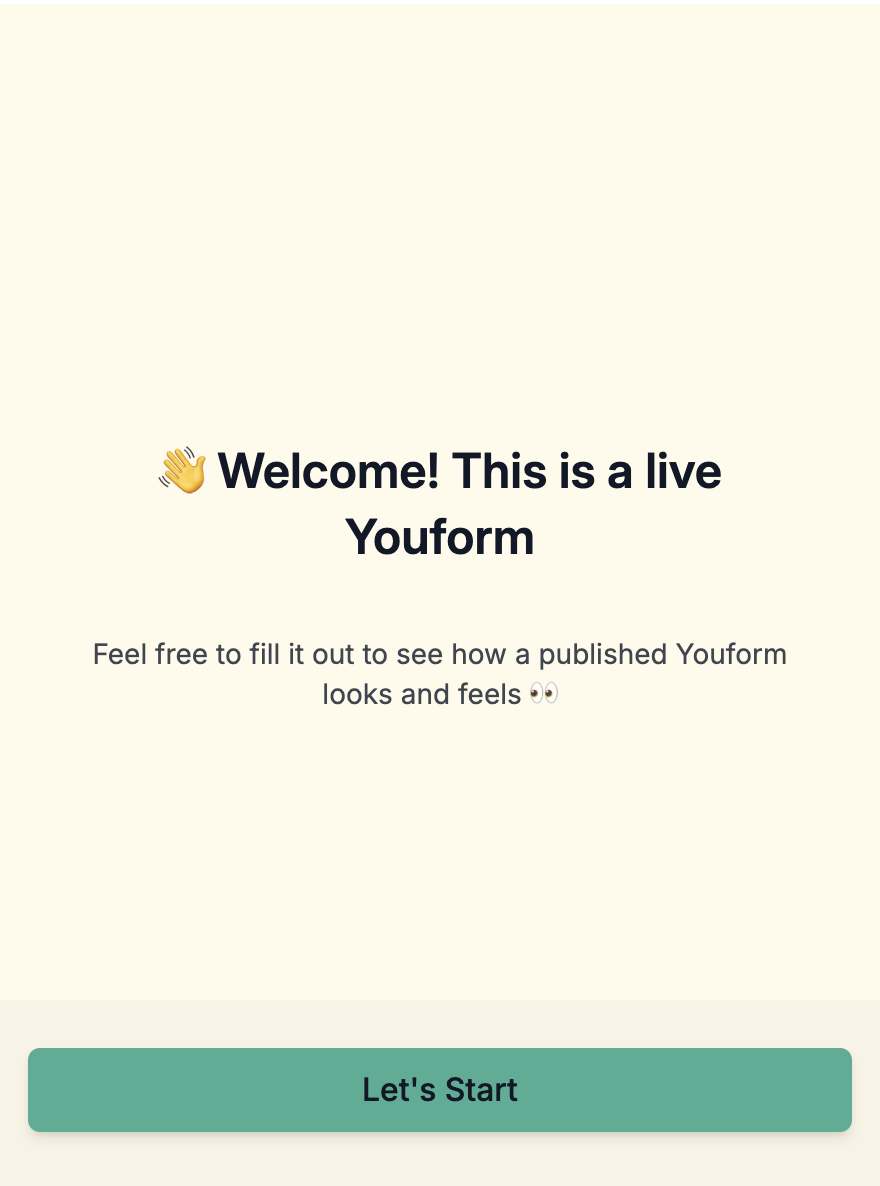 👋 Welcome! This is a live
Youform
Feel free to fill it out to see how a published Youform
looks and feels 👀
Let's Start